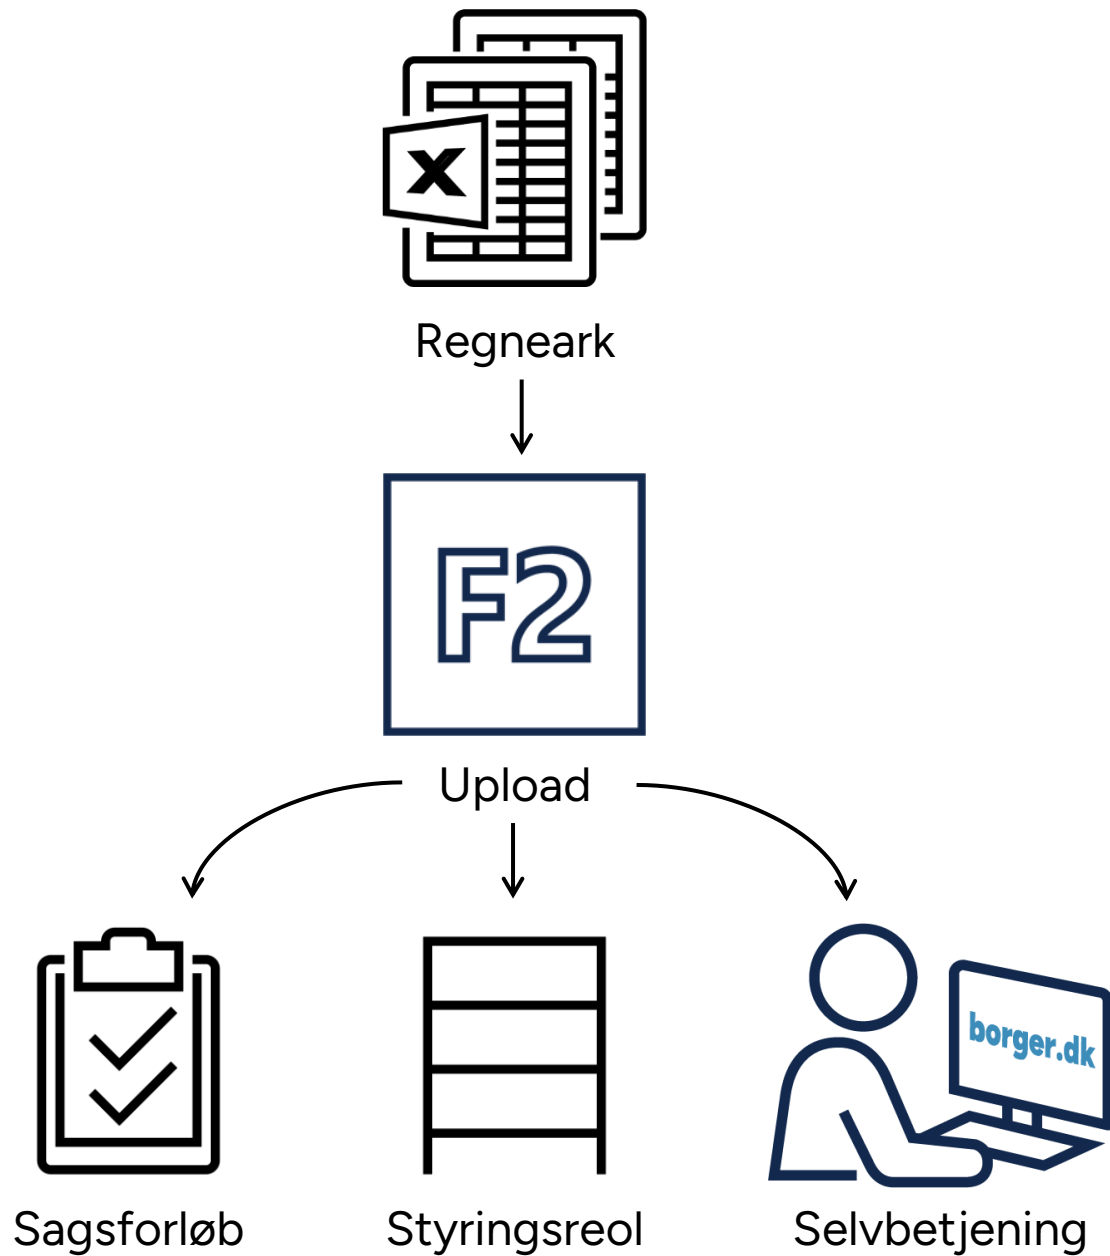 X
Regneark
F2
Upload
borger.dk
Sagsforløb
Styringsreol
Selvbetjening